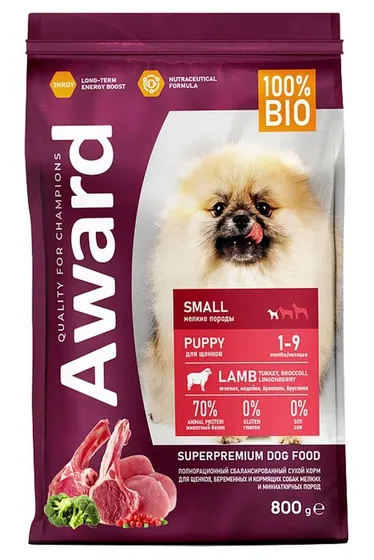 3NRGY
LONG-TERM
ENERGY BOOST
NUTRACEUTICAL
FORMULA
100%
BIO
QUALITY FOR CHAMPIONS
Award
SMALL
мелкие породы
PUPPY
для щенков
1-9
months/месяцев
LAMB TURKEY, BROCCOLI,
LINGONBERRY
ягненок, индейка, брокколи, брусника
70%
ANIMAL PROTEIN
животный белок
0%
GLUTEN
глютен
0%
SOY
соя
SUPERPREMIUM DOG FOOD
ПОЛНОРАЦИОННЫЙ СБАЛАНСИРОВАННЫЙ СУХОЙ КОРМ
ДЛЯ ЩЕНКОВ, БЕРЕМЕННЫХ И КОРМЯЩИХ СОБАК МЕЛКИХ
И МИНИАТЮРНЫХ ПОРОД
800 g ℮